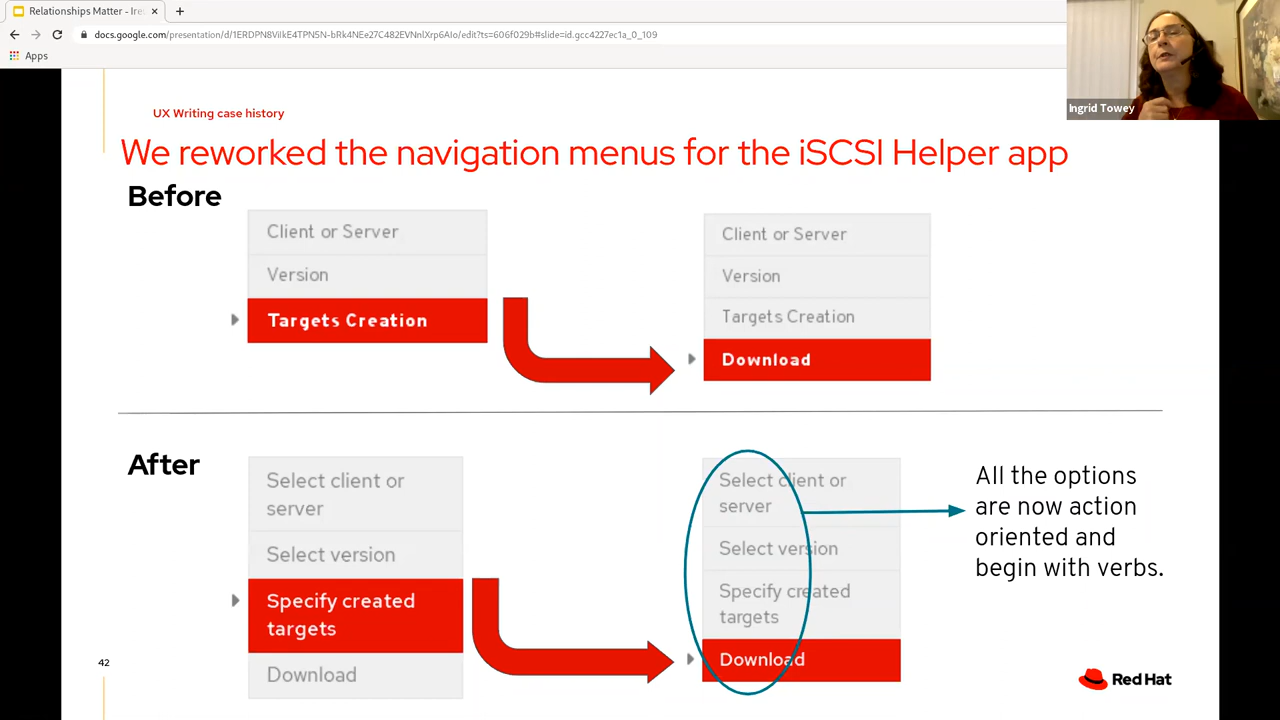 Relationships Matter - Ire
docs.google.com/presentation/d/1ERDPN8VilkE4TPN5N-bRk4NEe27C482EVNnlXrp6AIo/edit?ts=606f029b#slide=id.gcc4227ec1a_0_109
Apps
Ingrid Towey
UX Writing case history
We reworked the navigation menus for the iSCSI Helper app
Before
Client or Server
Version
Targets Creation
Client or Server
Version
Targets Creation
Download
After
Select client or
server
Select version
Specify created
targets
Download
Select client or
server
Select version
Specify created
targets
Download
All the options
are now action
oriented and
begin with verbs.
42
Red Hat